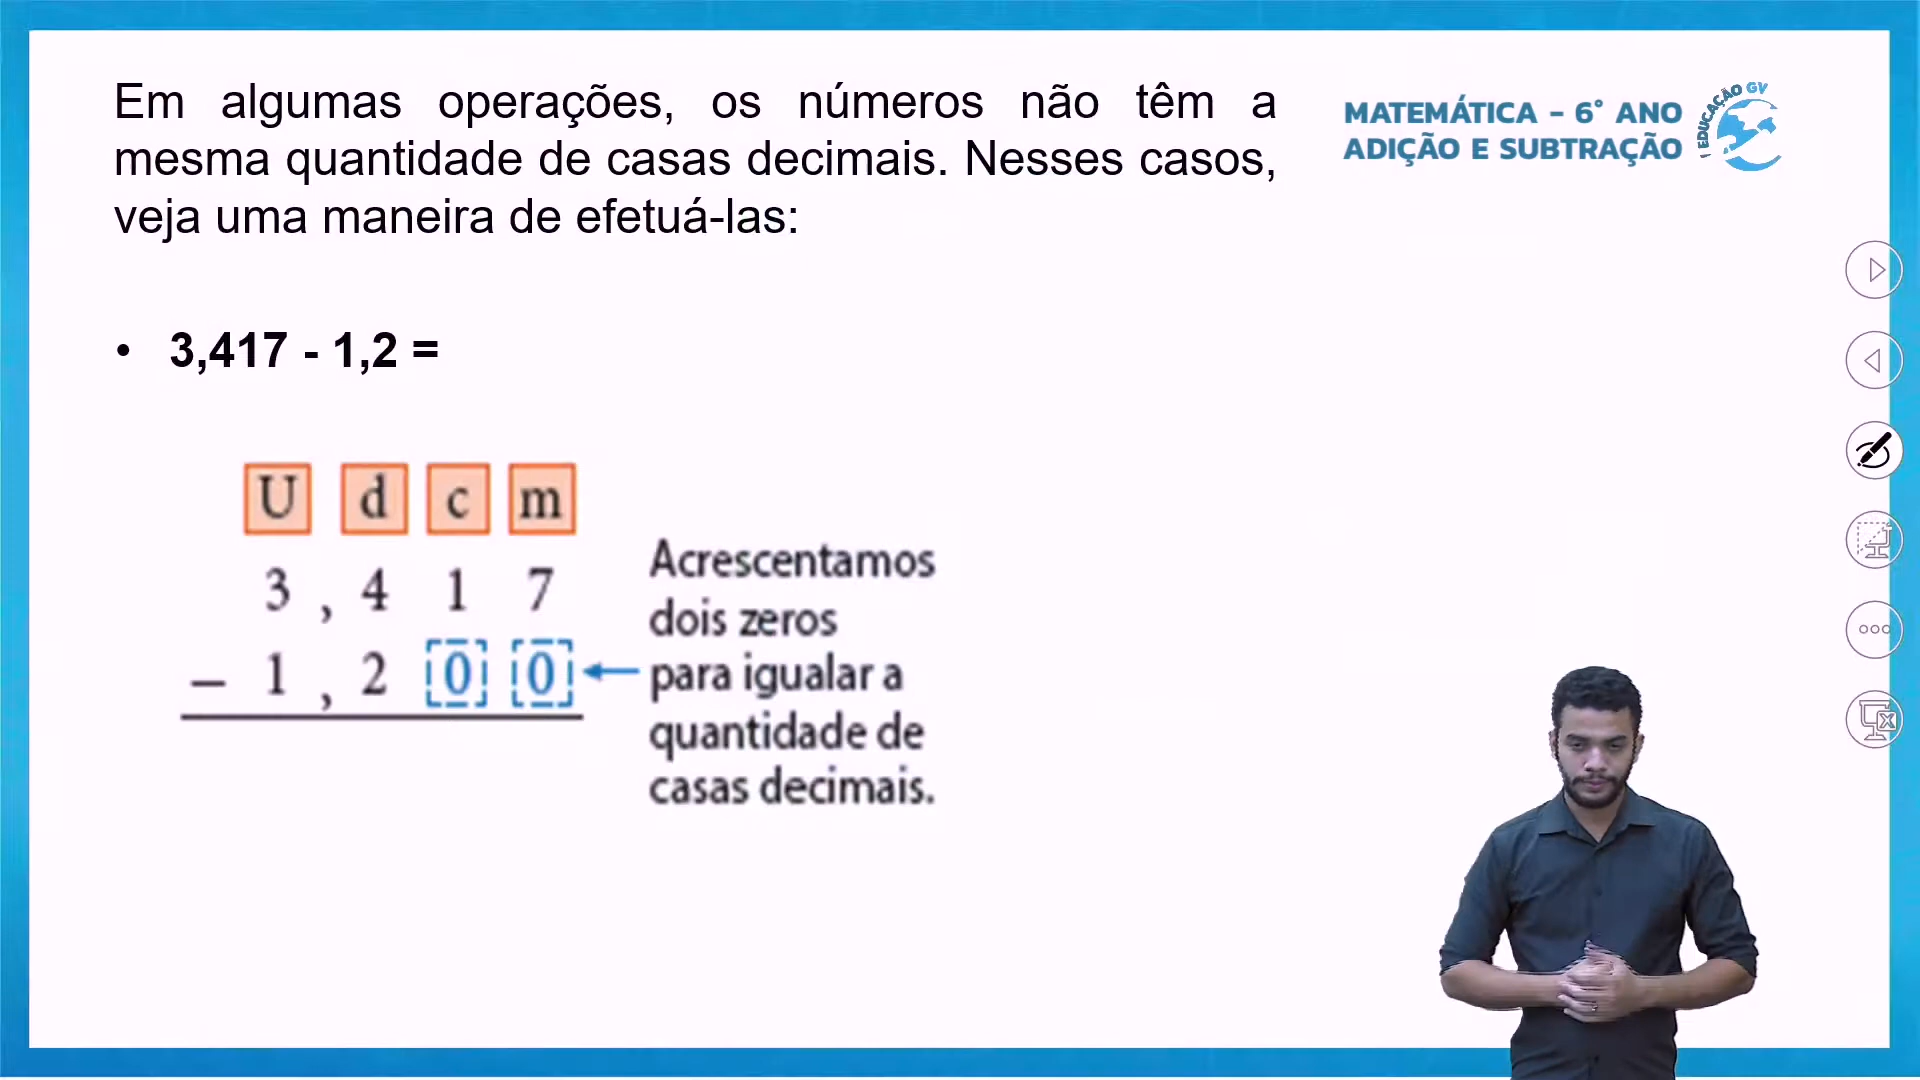 Em algumas operações, os números não têm a
mesma quantidade de casas decimais. Nesses casos,
veja uma maneira de efetuá-las:
MATEMÁTICA - 6° ANO
ADIÇÃO E SUBTRAÇÃO
EDUCAÇÃO GV
• 3,417 - 1,2 =
U d c m
3 , 4 1 7
- 1 , 2 0 0
Acrescentamos
dois zeros
para igualar a
quantidade de
casas decimais.